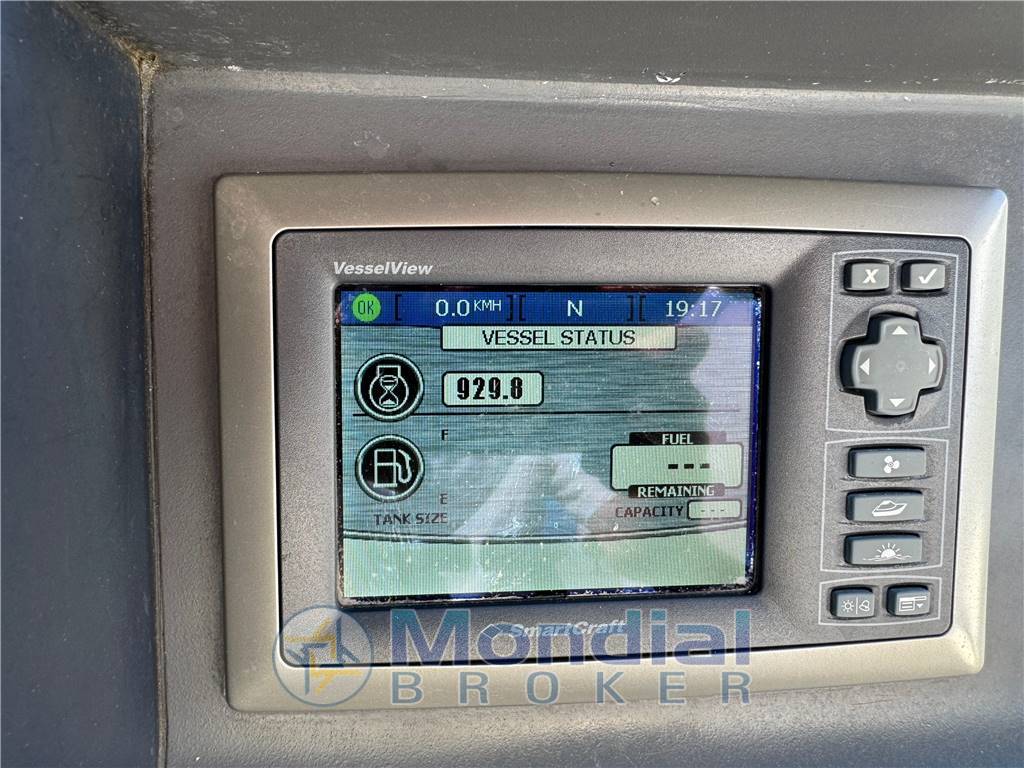 VesselView
OK [ 0.0 KMH ][ N ][ 19:17
VESSEL STATUS
929.8
F
FUEL
---
E
REMAINING
TANK SIZE
CAPACITY ---
X
SmartCraft
Mondial
BROKER